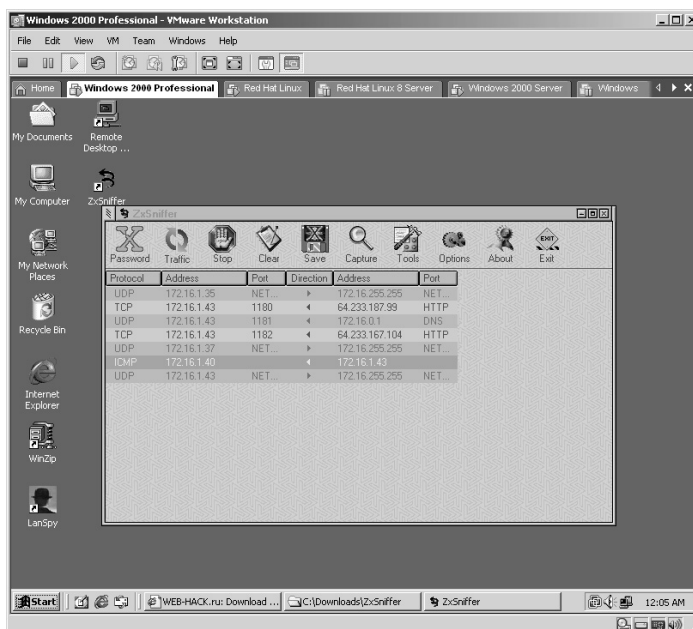 Windows 2000 Professional - VMware Workstation
File Edit View VM Team Windows Help
Home Windows 2000 Professional Red Hat Linux Red Hat Linux 8 Server Windows 2000 Server Windows
My Documents
Remote Desktop ...
My Computer
ZxSniffer
ZxSniffer
Password Traffic Stop Clear Save Capture Tools Options About Exit
EXIT
Protocol Address Port Direction Address Port
UDP 172.16.1.35 NET... 172.16.255.255 NET...
TCP 172.16.1.43 1180 64.233.187.99 HTTP
UDP 172.16.1.43 1181 172.16.0.1 DNS
TCP 172.16.1.43 1182 64.233.167.104 HTTP
UDP 172.16.1.37 NET... 172.16.255.255 NET...
ICMP 172.16.1.40 172.16.1.43
UDP 172.16.1.43 NET... 172.16.255.255 NET...
My Network
Places
Recycle Bin
Internet
Explorer
WinZip
LanSpy
Start WEB-HACK.ru: Download ... C:\Downloads\ZxSniffer ZxSniffer 12:05 AM